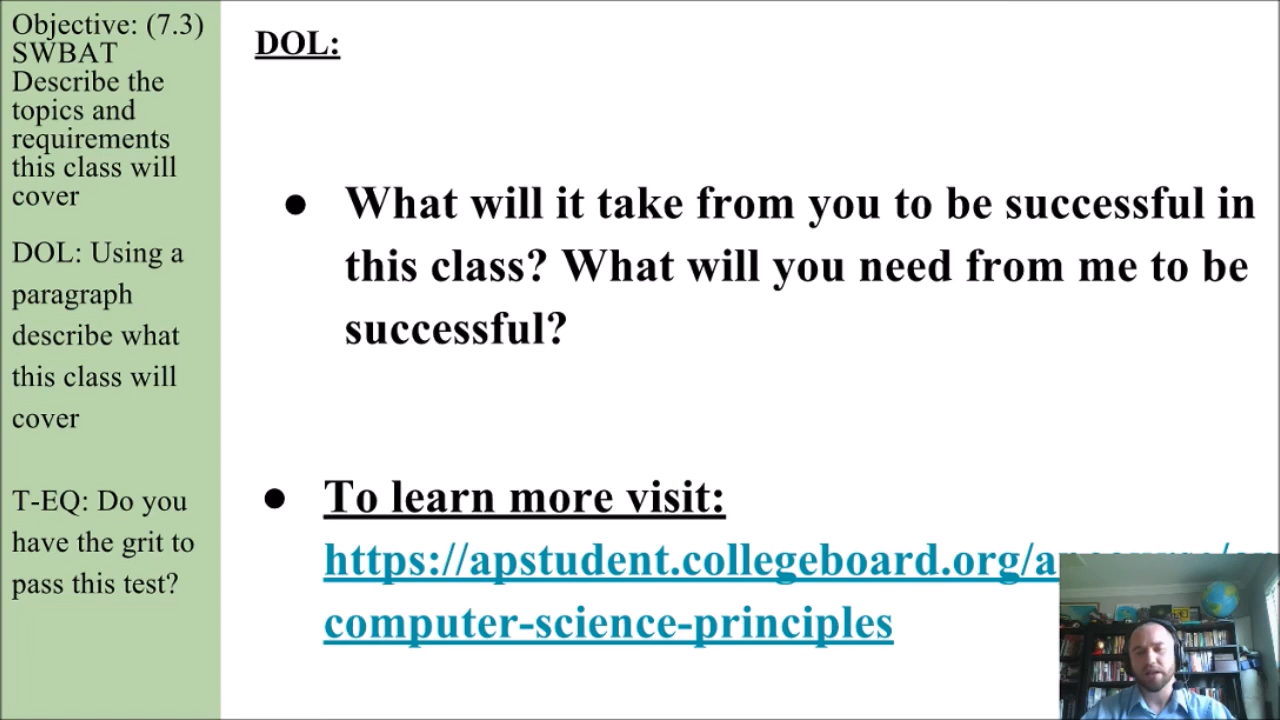 Objective: (7.3)
SWBAT
Describe the
topics and
requirements
this class will
cover
DOL: Using a
paragraph
describe what
this class will
cover
T-EQ: Do you
have the grit to
pass this test?
DOL:
● What will it take from you to be successful in
this class? What will you need from me to be
successful?
● To learn more visit:
https://apstudent.collegeboard.org/a
computer-science-principles